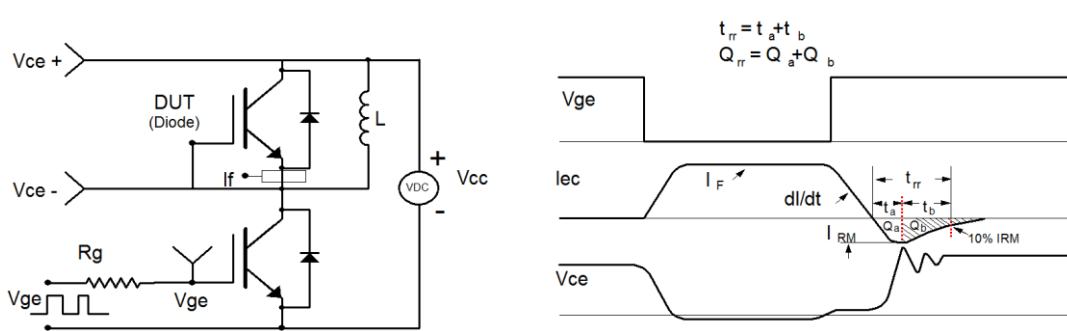 Vce +
DUT
(Diode)
L
If
Vce -
+
VDC
Vcc
-
Rg
Vge
Vge
t rr = t a+t b
Q rr = Q a+Q b
Vge
Iec
I F
dI/dt
t rr
t a
t b
Q a
Q b
I RM
10% IRM
Vce